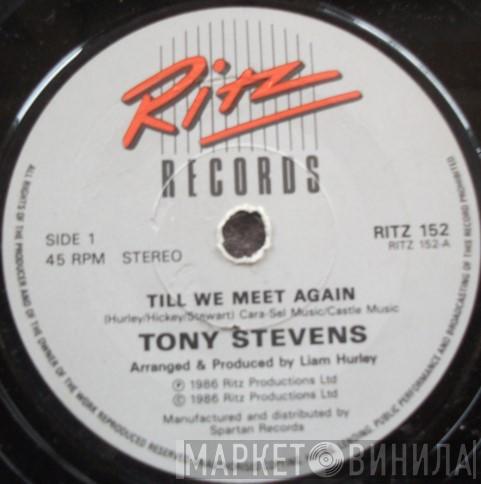 Ritz
RECORDS
SIDE 1
45 RPM STEREO
RITZ 152
RITZ 152-A
TILL WE MEET AGAIN
(Hurley/Hickey/Stewart) Cara-Sel Music/Castle Music
TONY STEVENS
Arranged & Produced by Liam Hurley
℗ 1986 Ritz Productions Ltd
© 1986 Ritz Productions Ltd
Manufactured and distributed by
Spartan Records
ALL RIGHTS OF THE PRODUCER AND OF THE OWNER OF THE WORK REPRODUCED RESERVED PUBLIC PERFORMANCE AND BROADCASTING OF THIS RECORD PROHIBITED
МАРКЕТ ВИНИЛА